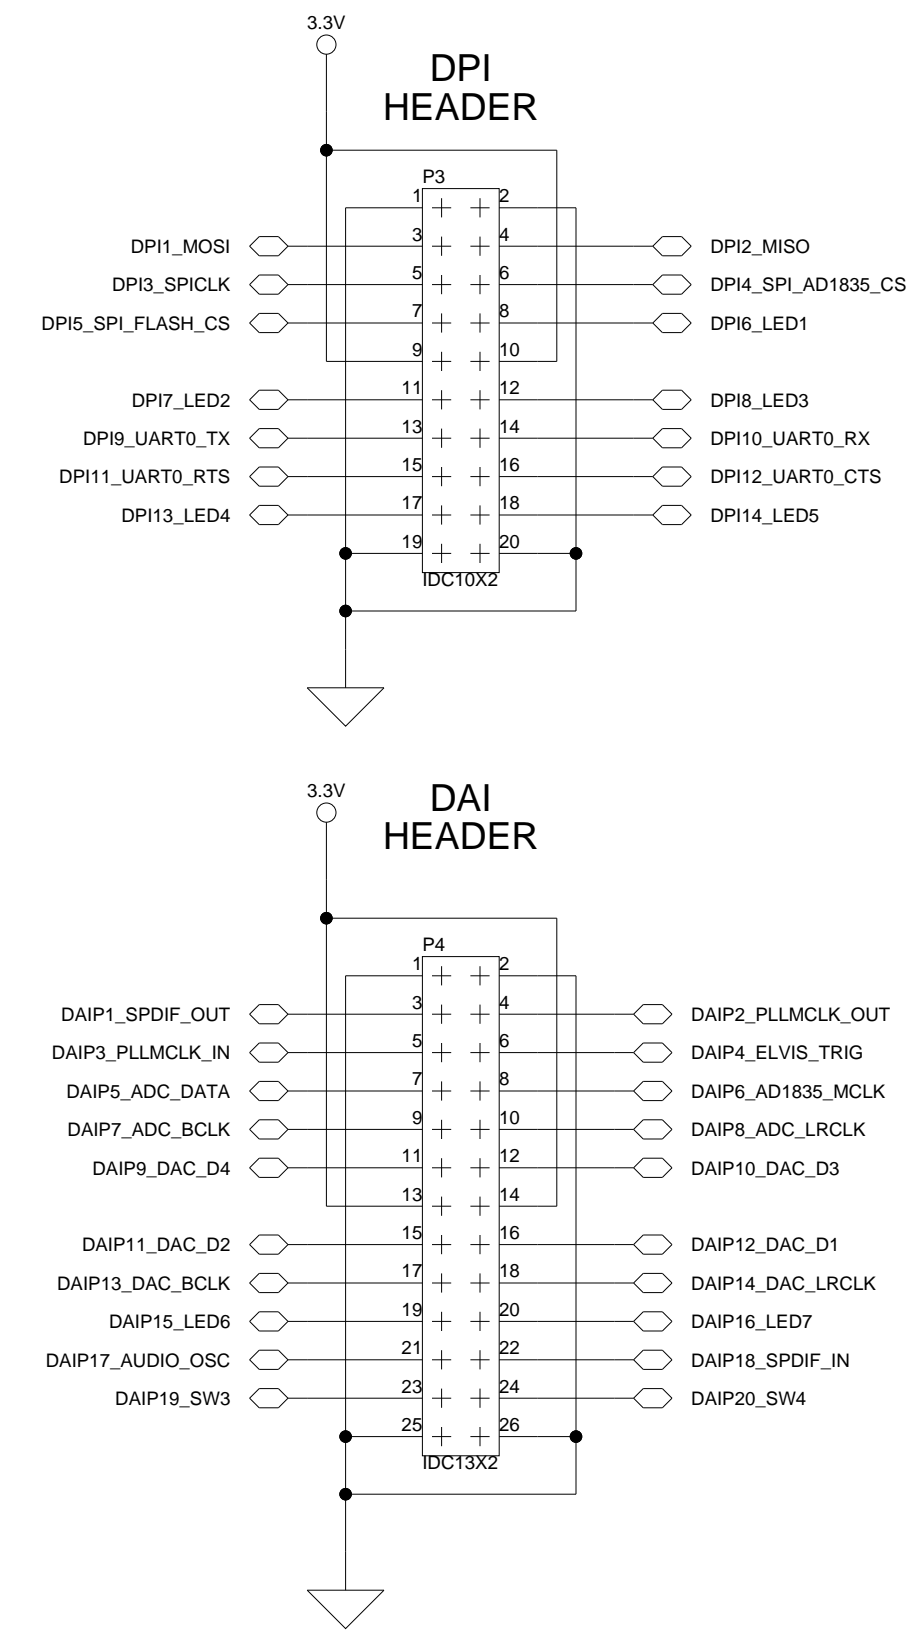 3.3V
DPI
HEADER
P3
1 2
DPI1_MOSI 3 4 DPI2_MISO
DPI3_SPICLK 5 6 DPI4_SPI_AD1835_CS
DPI5_SPI_FLASH_CS 7 8 DPI6_LED1
9 10
DPI7_LED2 11 12 DPI8_LED3
DPI9_UART0_TX 13 14 DPI10_UART0_RX
DPI11_UART0_RTS 15 16 DPI12_UART0_CTS
DPI13_LED4 17 18 DPI14_LED5
19 20
IDC10X2
3.3V
DAI
HEADER
P4
1 2
DAIP1_SPDIF_OUT 3 4 DAIP2_PLLMCLK_OUT
DAIP3_PLLMCLK_IN 5 6 DAIP4_ELVIS_TRIG
DAIP5_ADC_DATA 7 8 DAIP6_AD1835_MCLK
DAIP7_ADC_BCLK 9 10 DAIP8_ADC_LRCLK
DAIP9_DAC_D4 11 12 DAIP10_DAC_D3
13 14
DAIP11_DAC_D2 15 16 DAIP12_DAC_D1
DAIP13_DAC_BCLK 17 18 DAIP14_DAC_LRCLK
DAIP15_LED6 19 20 DAIP16_LED7
DAIP17_AUDIO_OSC 21 22 DAIP18_SPDIF_IN
DAIP19_SW3 23 24 DAIP20_SW4
25 26
IDC13X2